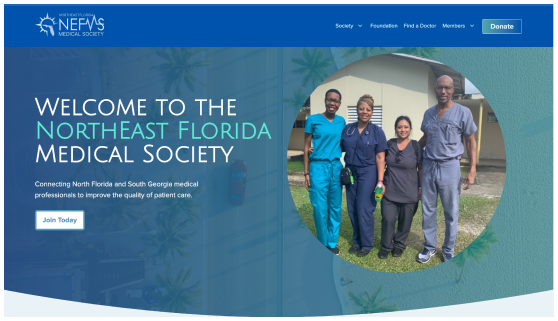 NORTHEAST FLORIDA
NEFMS
MEDICAL SOCIETY
Society
Foundation
Find a Doctor
Members
Donate
WELCOME TO THE
NORTHEAST FLORIDA
MEDICAL SOCIETY
Connecting North Florida and South Georgia medical
professionals to improve the quality of patient care.
Join Today